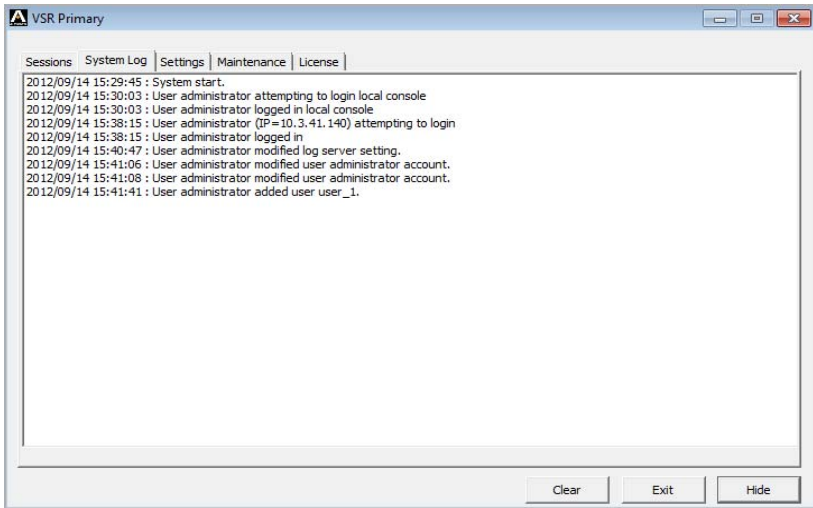 VSR Primary
Sessions System Log Settings Maintenance License
2012/09/14 15:29:45 : System start.
2012/09/14 15:30:03 : User administrator attempting to login local console
2012/09/14 15:30:03 : User administrator logged in local console
2012/09/14 15:38:15 : User administrator (IP=10.3.41.140) attempting to login
2012/09/14 15:38:15 : User administrator logged in
2012/09/14 15:40:47 : User administrator modified log server setting.
2012/09/14 15:41:06 : User administrator modified user administrator account.
2012/09/14 15:41:08 : User administrator modified user administrator account.
2012/09/14 15:41:41 : User administrator added user user_1.
Clear Exit Hide